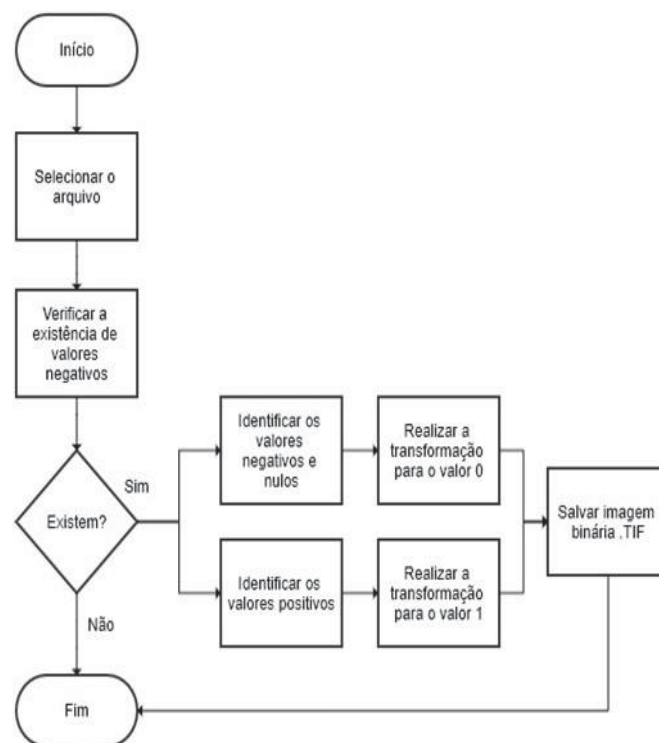 Início
Selecionar o
arquivo
Verificar a
existência de
valores
negativos
Existem?
Sim
Não
Identificar os
valores
negativos e
nulos
Realizar a
transformação
para o valor 0
Identificar os
valores positivos
Realizar a
transformação
para o valor 1
Salvar imagem
binária .TIF
Fim